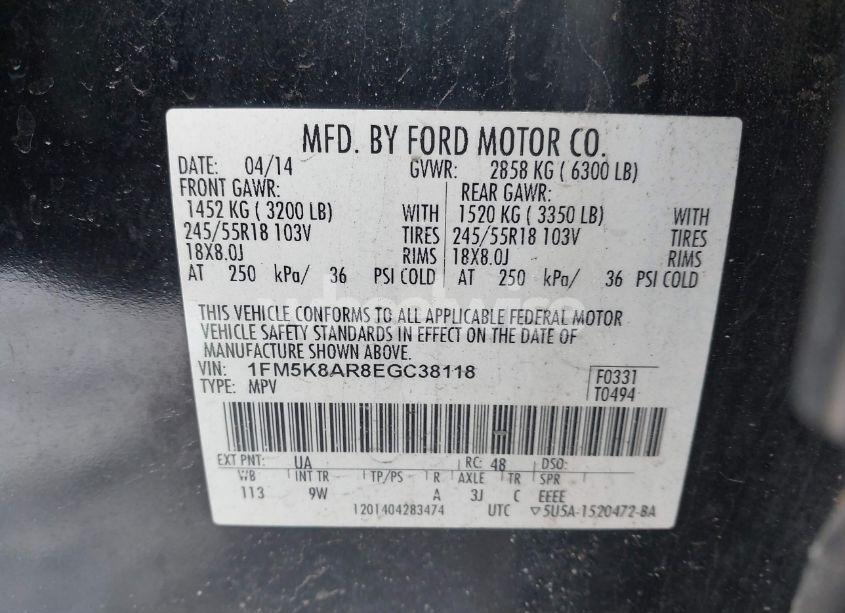 MFD. BY FORD MOTOR CO.
DATE: 04/14 GVWR: 2858 KG ( 6300 LB)
FRONT GAWR: REAR GAWR:
1452 KG ( 3200 LB) WITH 1520 KG ( 3350 LB) WITH
245/55R18 103V TIRES 245/55R18 103V TIRES
18X8.0J RIMS 18X8.0J RIMS
AT 250 kPa/ 36 PSI COLD AT 250 kPa/ 36 PSI COLD
THIS VEHICLE CONFORMS TO ALL APPLICABLE FEDERAL MOTOR
VEHICLE SAFETY STANDARDS IN EFFECT ON THE DATE OF
MANUFACTURE SHOWN ABOVE.
VIN: 1FM5K8AR8EGC38118
TYPE: MPV
F0331
T0494
EXT PNT: UA RC: 48 DSO:
WB INT TR TP/PS R AXLE TR SPR
113 9W A 3J C EEEE
1201404283474 UTC ▽5U5A-1520472-BA